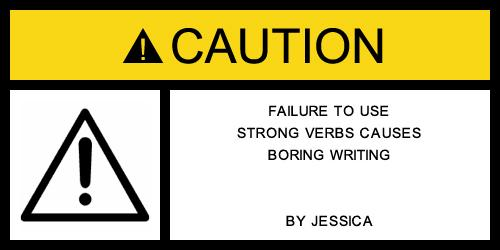 CAUTION
FAILURE TO USE
STRONG VERBS CAUSES
BORING WRITING
BY JESSICA